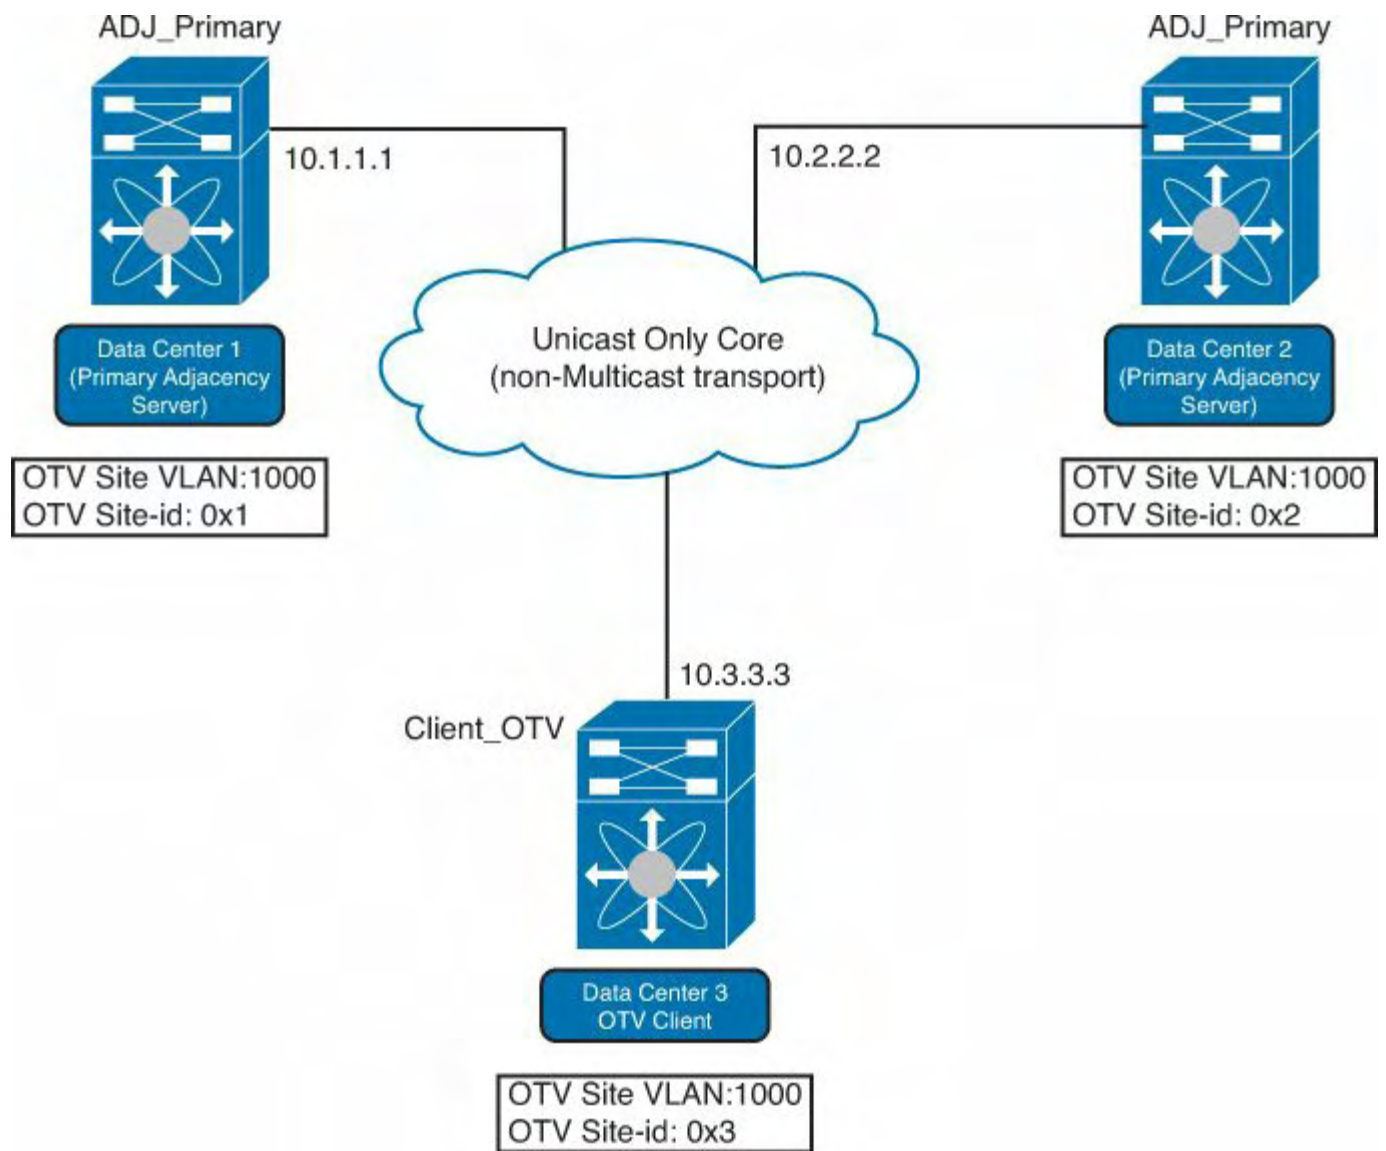 ADJ_Primary
ADJ_Primary
10.1.1.1
10.2.2.2
Data Center 1
(Primary Adjacency
Server)
Unicast Only Core
(non-Multicast transport)
Data Center 2
(Primary Adjacency
Server)
OTV Site VLAN:1000
OTV Site-id: 0x1
OTV Site VLAN:1000
OTV Site-id: 0x2
10.3.3.3
Client_OTV
Data Center 3
OTV Client
OTV Site VLAN:1000
OTV Site-id: 0x3